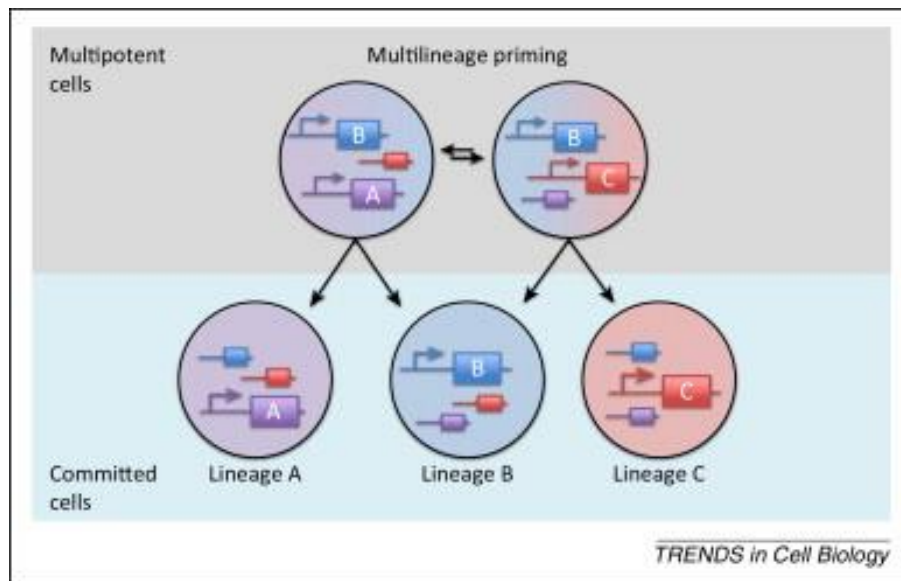 Multipotent
cells
Multilineage priming
B
A
B
C
A
B
C
Lineage A
Lineage B
Lineage C
Committed
cells
TRENDS in Cell Biology